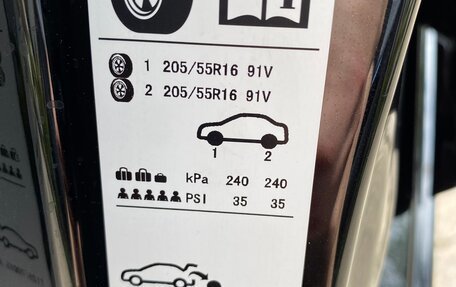 1 205/55R16 91V
2 205/55R16 91V
1 2
kPa 240 240
PSI 35 35